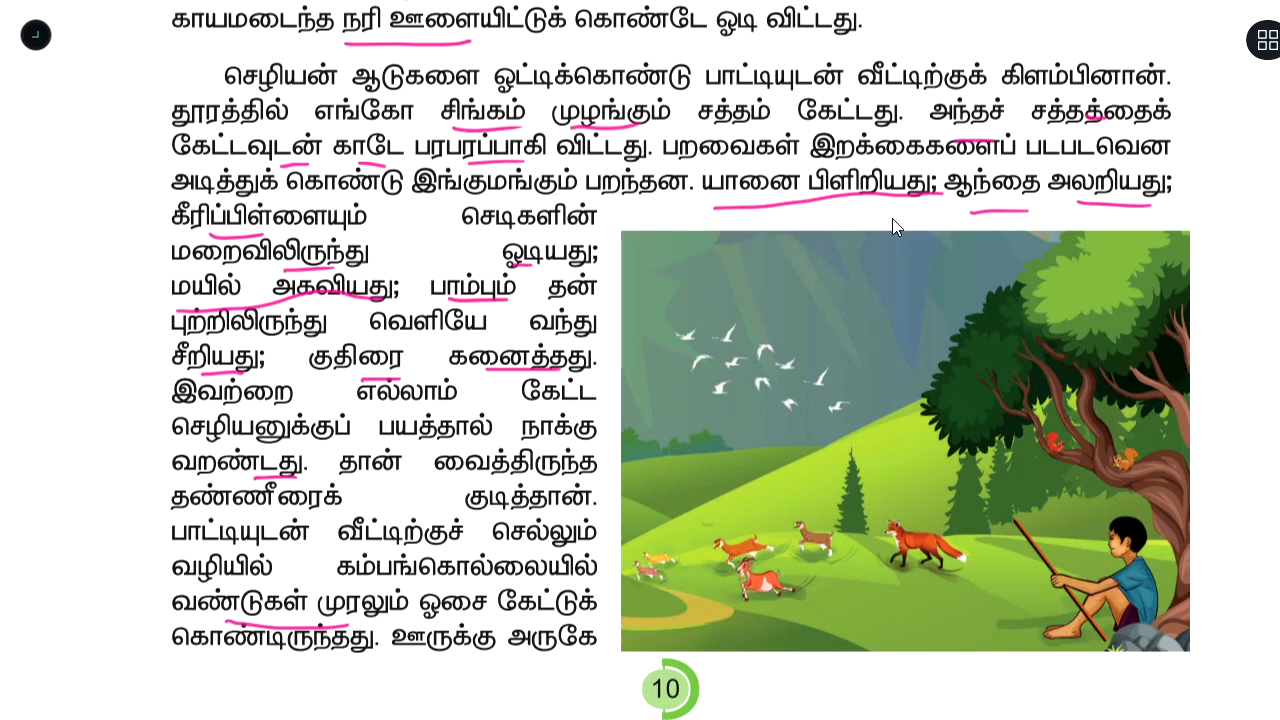 காயமடைந்த நரி ஊளையிட்டுக் கொண்டே ஓடி விட்டது.
செழியன் ஆடுகளை ஓட்டிக்கொண்டு பாட்டியுடன் வீட்டிற்குக் கிளம்பினான்.
தூரத்தில் எங்கோ சிங்கம் முழங்கும் சத்தம் கேட்டது. அந்தச் சத்தத்தைக்
கேட்டவுடன் காடே பரபரப்பாகி விட்டது. பறவைகள் இறக்கைகளைப் படபடவென
அடித்துக் கொண்டு இங்குமங்கும் பறந்தன. யானை பிளிறியது; ஆந்தை அலறியது;
கீரிப்பிள்ளையும் செடிகளின்
மறைவிலிருந்து ஓடியது;
மயில் அகவியது; பாம்பும் தன்
புற்றிலிருந்து வெளியே வந்து
சீறியது; குதிரை கனைத்தது.
இவற்றை எல்லாம் கேட்ட
செழியனுக்குப் பயத்தால் நாக்கு
வறண்டது. தான் வைத்திருந்த
தண்ணீரைக் குடித்தான்.
பாட்டியுடன் வீட்டிற்குச் செல்லும்
வழியில் கம்பங்கொல்லையில்
வண்டுகள் முரலும் ஓசை கேட்டுக்
கொண்டிருந்தது. ஊருக்கு அருகே
10